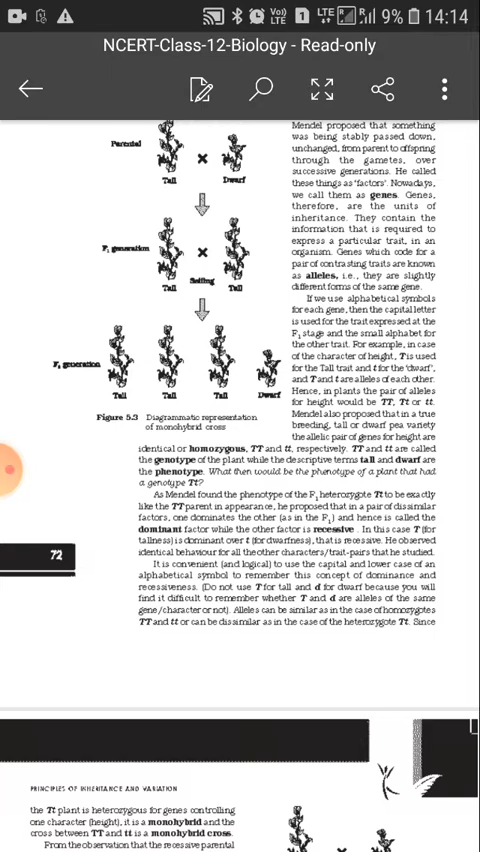 Vo))
LTE
1
LTE
R
R
9%
14:14
NCERT-Class-12-Biology - Read-only
Parental
Tall
Dwarf
F1 generation
Selfing
Tall
Tall
F2 generation
Tall
Tall
Tall
Dwarf
Figure 5.3 Diagrammatic representation
of monohybrid cross
Mendel proposed that something
was being stably passed down,
unchanged, from parent to offspring
through the gametes, over
successive generations. He called
these things as ‘factors’. Nowadays,
we call them as genes. Genes,
therefore, are the units of
inheritance. They contain the
information that is required to
express a particular trait, in an
organism. Genes which code for a
pair of contrasting traits are known
as alleles, i.e., they are slightly
different forms of the same gene.
If we use alphabetical symbols
for each gene, then the capital letter
is used for the trait expressed at the
F1 stage and the small alphabet for
the other trait. For example, in case
of the character of height, T is used
for the Tall trait and t for the ‘dwarf’,
and T and t are alleles of each other.
Hence, in plants the pair of alleles
for height would be TT, Tt or tt.
Mendel also proposed that in a true
breeding, tall or dwarf pea variety
the allelic pair of genes for height are
identical or homozygous, TT and tt, respectively. TT and tt are called
the genotype of the plant while the descriptive terms tall and dwarf are
the phenotype. What then would be the phenotype of a plant that had
a genotype Tt?
As Mendel found the phenotype of the F1 heterozygote Tt to be exactly
like the TT parent in appearance, he proposed that in a pair of dissimilar
factors, one dominates the other (as in the F1) and hence is called the
dominant factor while the other factor is recessive . In this case T (for
tallness) is dominant over t (for dwarfness), that is recessive. He observed
identical behaviour for all the other characters/trait-pairs that he studied.
It is convenient (and logical) to use the capital and lower case of an
alphabetical symbol to remember this concept of dominance and
recessiveness. (Do not use T for tall and d for dwarf because you will
find it difficult to remember whether T and d are alleles of the same
gene/character or not). Alleles can be similar as in the case of homozygotes
TT and tt or can be dissimilar as in the case of the heterozygote Tt. Since
72
PRINCIPLES OF INHERITANCE AND VARIATION
the Tt plant is heterozygous for genes controlling
one character (height), it is a monohybrid and the
cross between TT and tt is a monohybrid cross.
From the observation that the recessive parental